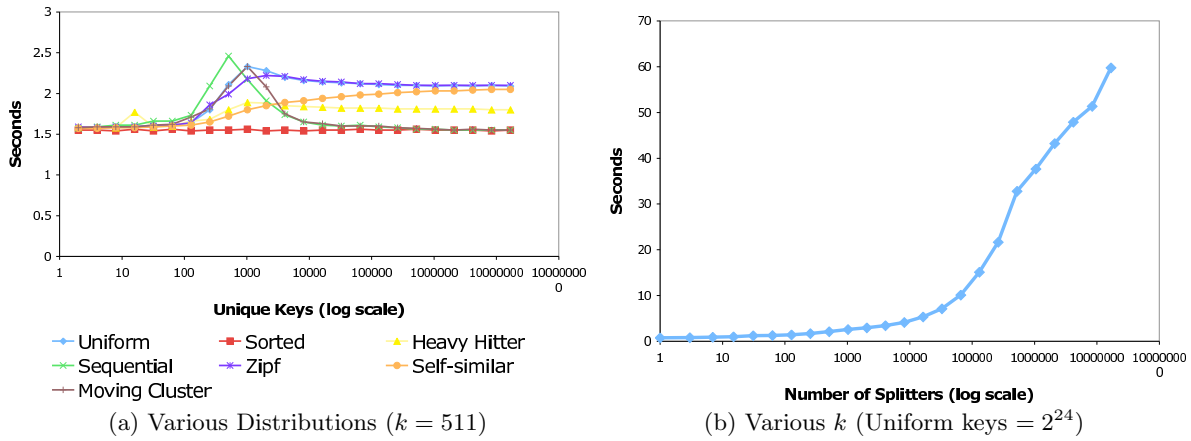 3
2.5
2
1.5
1
0.5
0
Seconds
1 10 100 1000 10000 100000 1000000 10000000 10000000
0
Unique Keys (log scale)
Uniform Sorted Heavy Hitter
Sequential Zipf Self-similar
Moving Cluster
(a) Various Distributions (k = 511)
70
60
50
40
30
20
10
0
Seconds
1 10 100 1000 10000 100000 1000000 10000000 10000000
0
Number of Splitters (log scale)
(b) Various k (Uniform keys = 2^24)